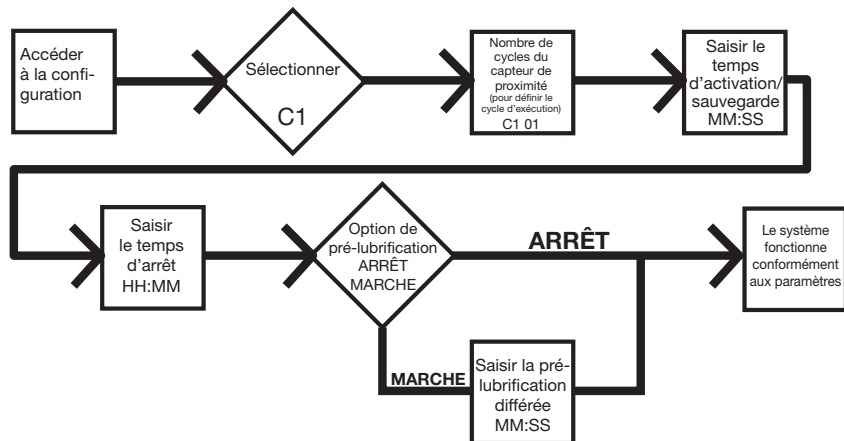 Accéder
à la confi-
guration
Sélectionner
C1
Nombre de
cycles du
capteur de
proximité
(pour définir le
cycle d'exécution)
C1 01
Saisir le
temps
d'activation/
sauvegarde
MM:SS
Saisir
le temps
d'arrêt
HH:MM
Option de
pré-lubrification
ARRÊT
MARCHE
ARRÊT
Le système
fonctionne
conformément
aux paramètres
MARCHE
Saisir la pré-
lubrification
différée
MM:SS